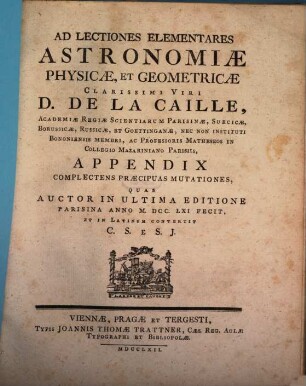 AD LECTIONES ELEMENTARES
ASTRONOMIÆ
PHYSICÆ, ET GEOMETRICÆ
CLARISSIMI VIRI
D. DE LA CAILLE,
ACADEMIÆ REGIÆ SCIENTIARUM PARISINÆ, SUECICÆ,
BORUSSICÆ, RUSSICÆ, ET GOETTINGANÆ, NEC NON INSTITUTI
BONONIENSIS MEMBRI, AC PROFESSORIS MATHESEOS IN
COLLEGIO MAZARINIANO PARISIIS,
APPENDIX
COMPLECTENS PRÆCIPUAS MUTATIONES,
QUAS
AUCTOR IN ULTIMA EDITIONE
PARISINA ANNO M. DCC. LXI FECIT,
ET IN LATINUM CONVERTIT
C. S. E S. J.
LABORE ET FAVORE
VIENNÆ, PRAGÆ ET TERGESTI,
TYPIS JOANNIS THOMÆ TRATTNER, CÆS. REG. AULÆ
TYPOGRAPHI ET BIBLIOPOLÆ.
MDCCLXII.